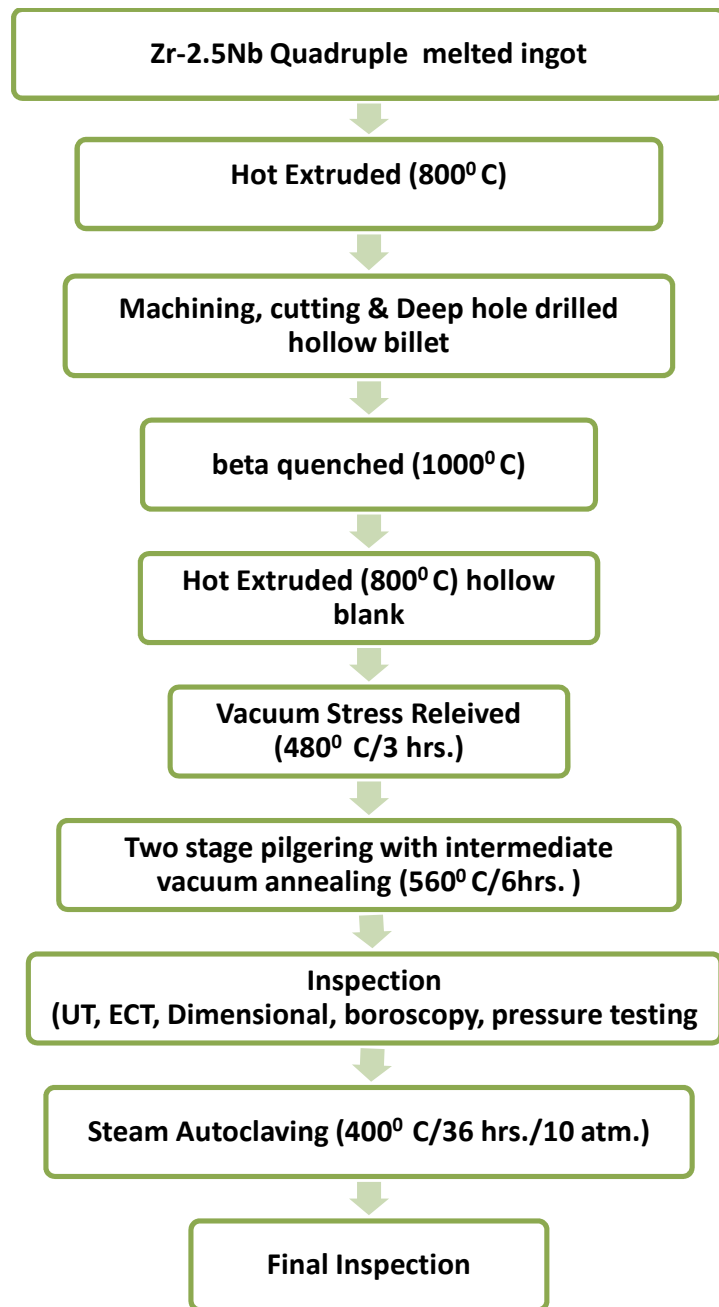 Zr-2.5Nb Quadruple melted ingot
Hot Extruded (800⁰ C)
Machining, cutting & Deep hole drilled
hollow billet
beta quenched (1000⁰ C)
Hot Extruded (800⁰ C) hollow
blank
Vacuum Stress Releived
(480⁰ C/3 hrs.)
Two stage pilgering with intermediate
vacuum annealing (560⁰ C/6hrs. )
Inspection
(UT, ECT, Dimensional, boroscopy, pressure testing
Steam Autoclaving (400⁰ C/36 hrs./10 atm.)
Final Inspection